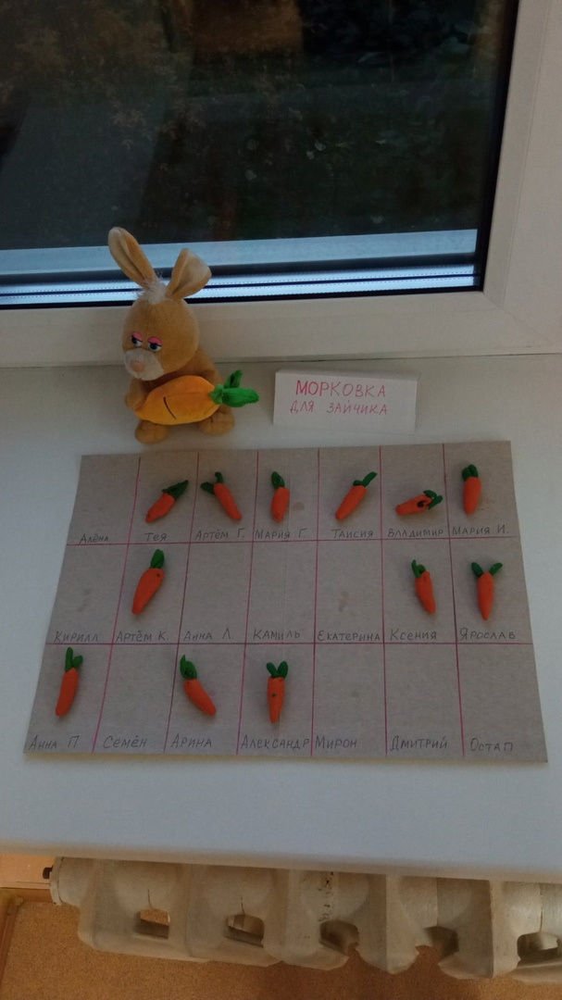 МОРКОВКА
ДЛЯ ЗАЙЧИКА
АЛЁНА ТЕЯ АРТЁМ Г. МАРИЯ Г. ТАИСИЯ ВЛАДИМИР МАРИЯ И.
КИРИЛЛ АРТЁМ К. АННА Л. КАМИЛЬ ЕКАТЕРИНА КСЕНИЯ ЯРОСЛАВ
АННА П. СЕМЁН АРИНА АЛЕКСАНДР МИРОН ДМИТРИЙ ОСТАП